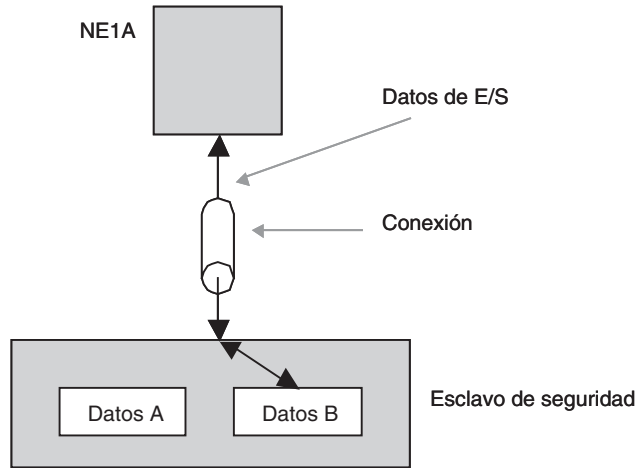 NE1A
Datos de E/S
Conexión
Esclavo de seguridad
Datos A
Datos B